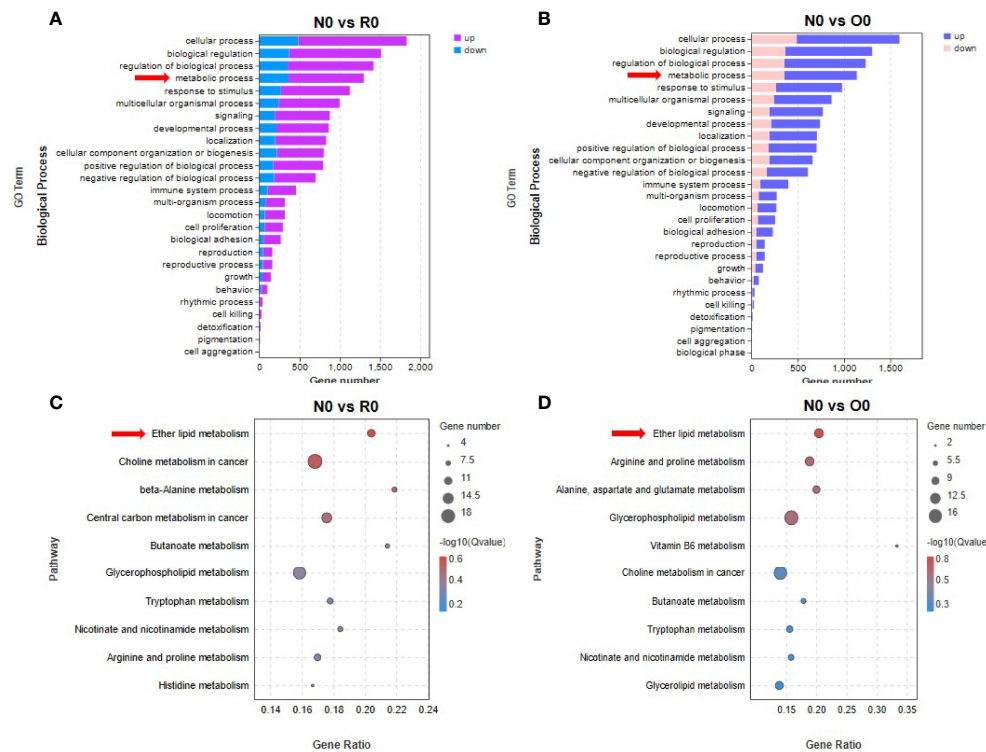 A
N0 vs R0
up
down
cellular process
biological regulation
regulation of biological process
metabolic process
response to stimulus
multicellular organismal process
signaling
developmental process
localization
cellular component organization or biogenesis
positive regulation of biological process
negative regulation of biological process
immune system process
multi-organism process
locomotion
cell proliferation
biological adhesion
reproduction
reproductive process
growth
behavior
rhythmic process
cell killing
detoxification
pigmentation
cell aggregation
GO Term
Biological Process
0 500 1,000 1,500 2,000
Gene number
B
N0 vs O0
up
down
cellular process
biological regulation
regulation of biological process
metabolic process
response to stimulus
multicellular organismal process
signaling
developmental process
localization
positive regulation of biological process
cellular component organization or biogenesis
negative regulation of biological process
immune system process
multi-organism process
locomotion
cell proliferation
biological adhesion
reproduction
reproductive process
growth
behavior
rhythmic process
cell killing
detoxification
pigmentation
cell aggregation
biological phase
GO Term
Biological Process
0 500 1,000 1,500
Gene number
C
N0 vs R0
Ether lipid metabolism
Choline metabolism in cancer
beta-Alanine metabolism
Central carbon metabolism in cancer
Butanoate metabolism
Glycerophospholipid metabolism
Tryptophan metabolism
Nicotinate and nicotinamide metabolism
Arginine and proline metabolism
Histidine metabolism
Pathway
0.14 0.16 0.18 0.20 0.22 0.24
Gene Ratio
Gene number
4
7.5
11
14.5
18
-log10(Qvalue)
0.6
0.4
0.2
D
N0 vs O0
Ether lipid metabolism
Arginine and proline metabolism
Alanine, aspartate and glutamate metabolism
Glycerophospholipid metabolism
Vitamin B6 metabolism
Choline metabolism in cancer
Butanoate metabolism
Tryptophan metabolism
Nicotinate and nicotinamide metabolism
Glycerolipid metabolism
Pathway
0.15 0.20 0.25 0.30 0.35
Gene Ratio
Gene number
2
5.5
9
12.5
16
-log10(Qvalue)
0.8
0.5
0.3